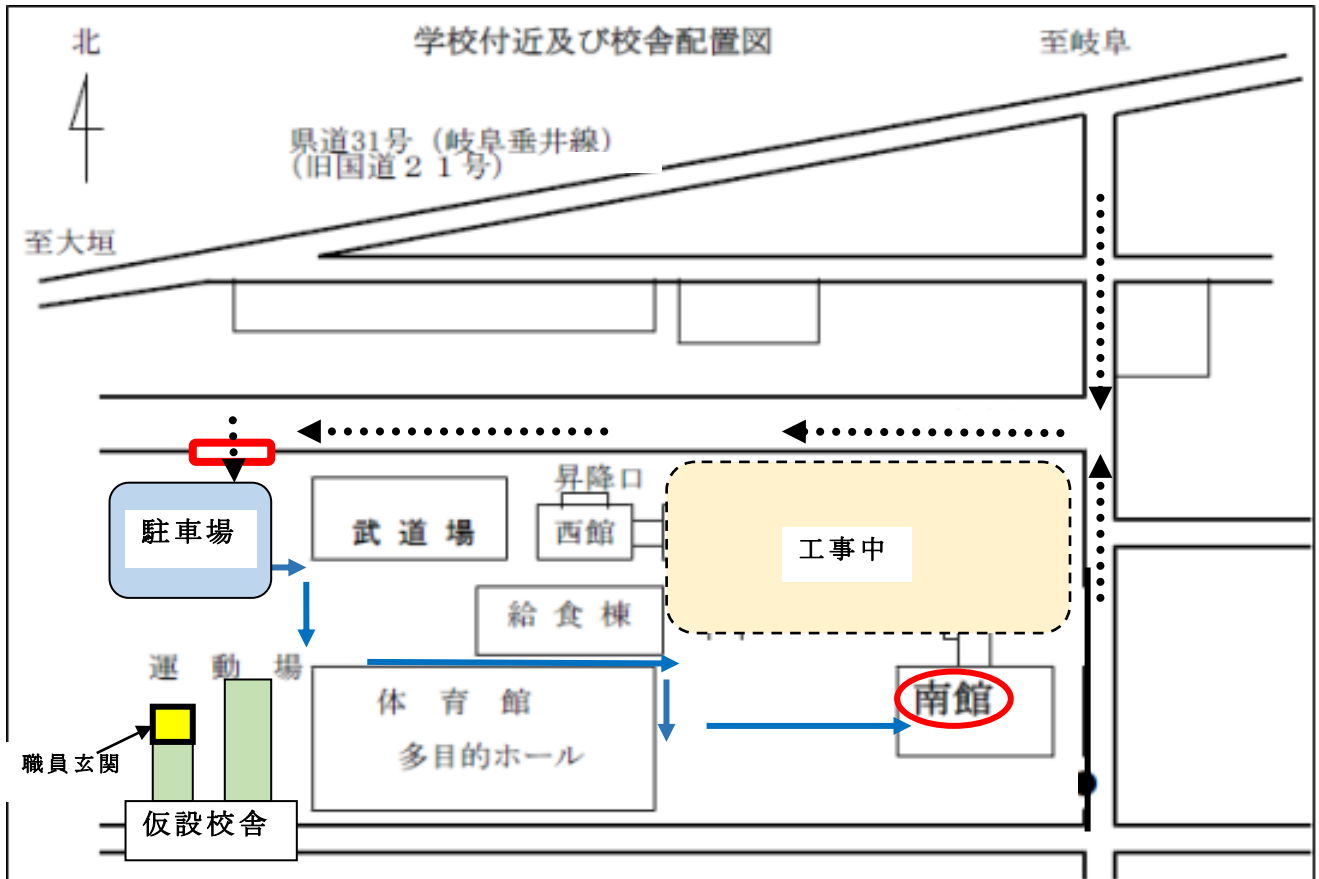 北
学校付近及び校舎配置図
至岐阜
県道31号（岐阜垂井線）
（旧国道２１号）
至大垣
昇降口
駐車場
武道場
西館
工事中
給食棟
運動場
体育館
南館
多目的ホール
職員玄関
仮設校舎